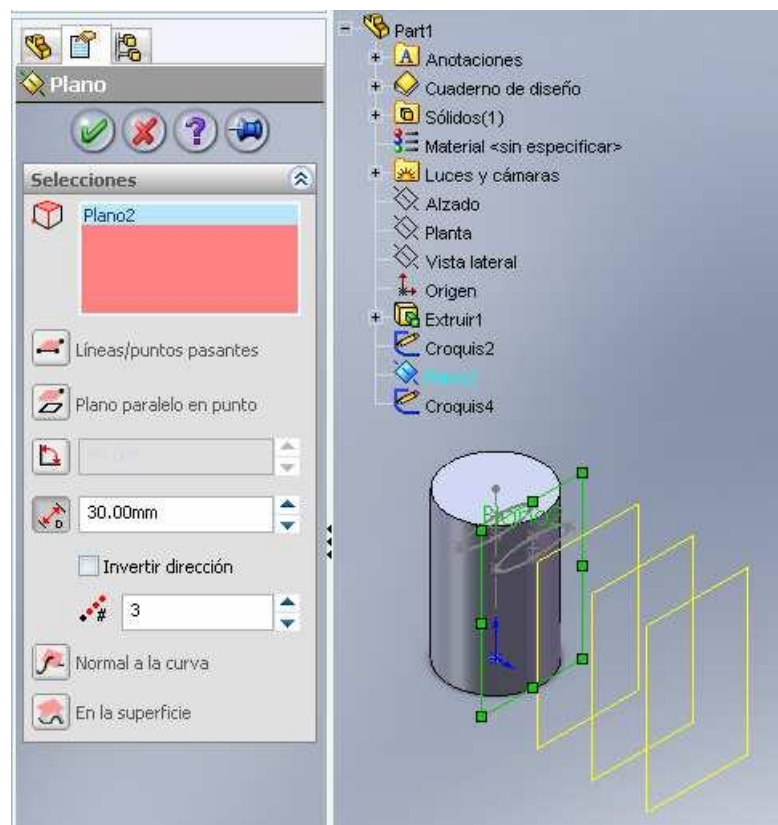 Plano
Selecciones
Plano2
Líneas/puntos pasantes
Plano paralelo en punto
30.00mm
Invertir dirección
3
Normal a la curva
En la superficie
Part1
Anotaciones
Cuaderno de diseño
Sólidos(1)
Material <sin especificar>
Luces y cámaras
Alzado
Planta
Vista lateral
Origen
Extruir1
Croquis2
Plano2
Croquis4